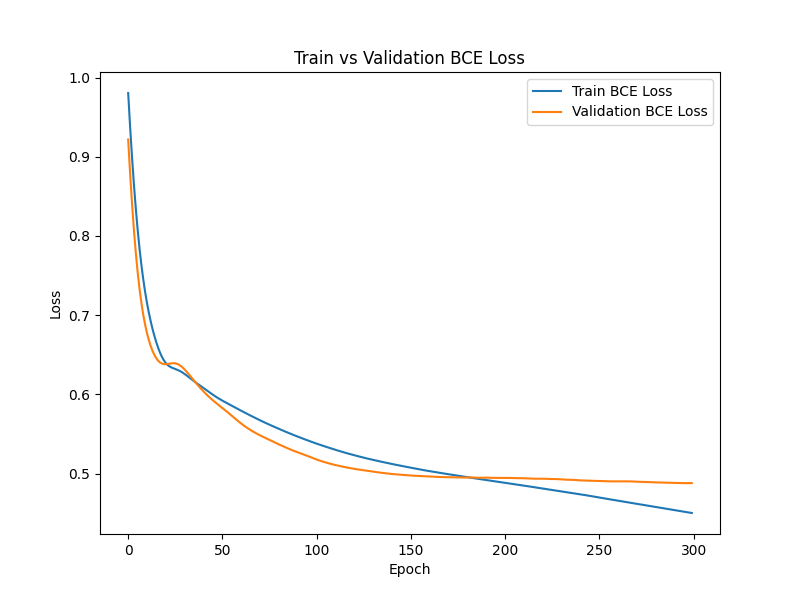 Train vs Validation BCE Loss
Train BCE Loss
Validation BCE Loss
1.0
0.9
0.8
0.7
0.6
0.5
Loss
0 50 100 150 200 250 300
Epoch